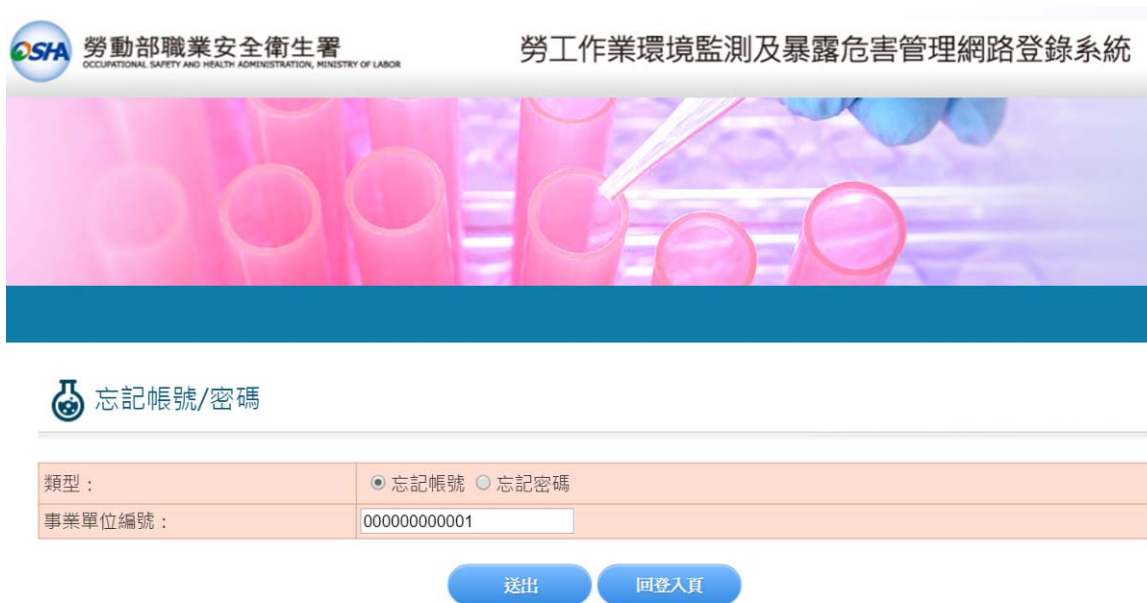 OSHA 勞動部職業安全衛生署 勞工作業環境監測及暴露危害管理網路登錄系統
OCCUPATIONAL SAFETY AND HEALTH ADMINISTRATION, MINISTRY OF LABOR
忘記帳號/密碼
類型： 忘記帳號 忘記密碼
事業單位編號： 000000000001
送出 回登入頁